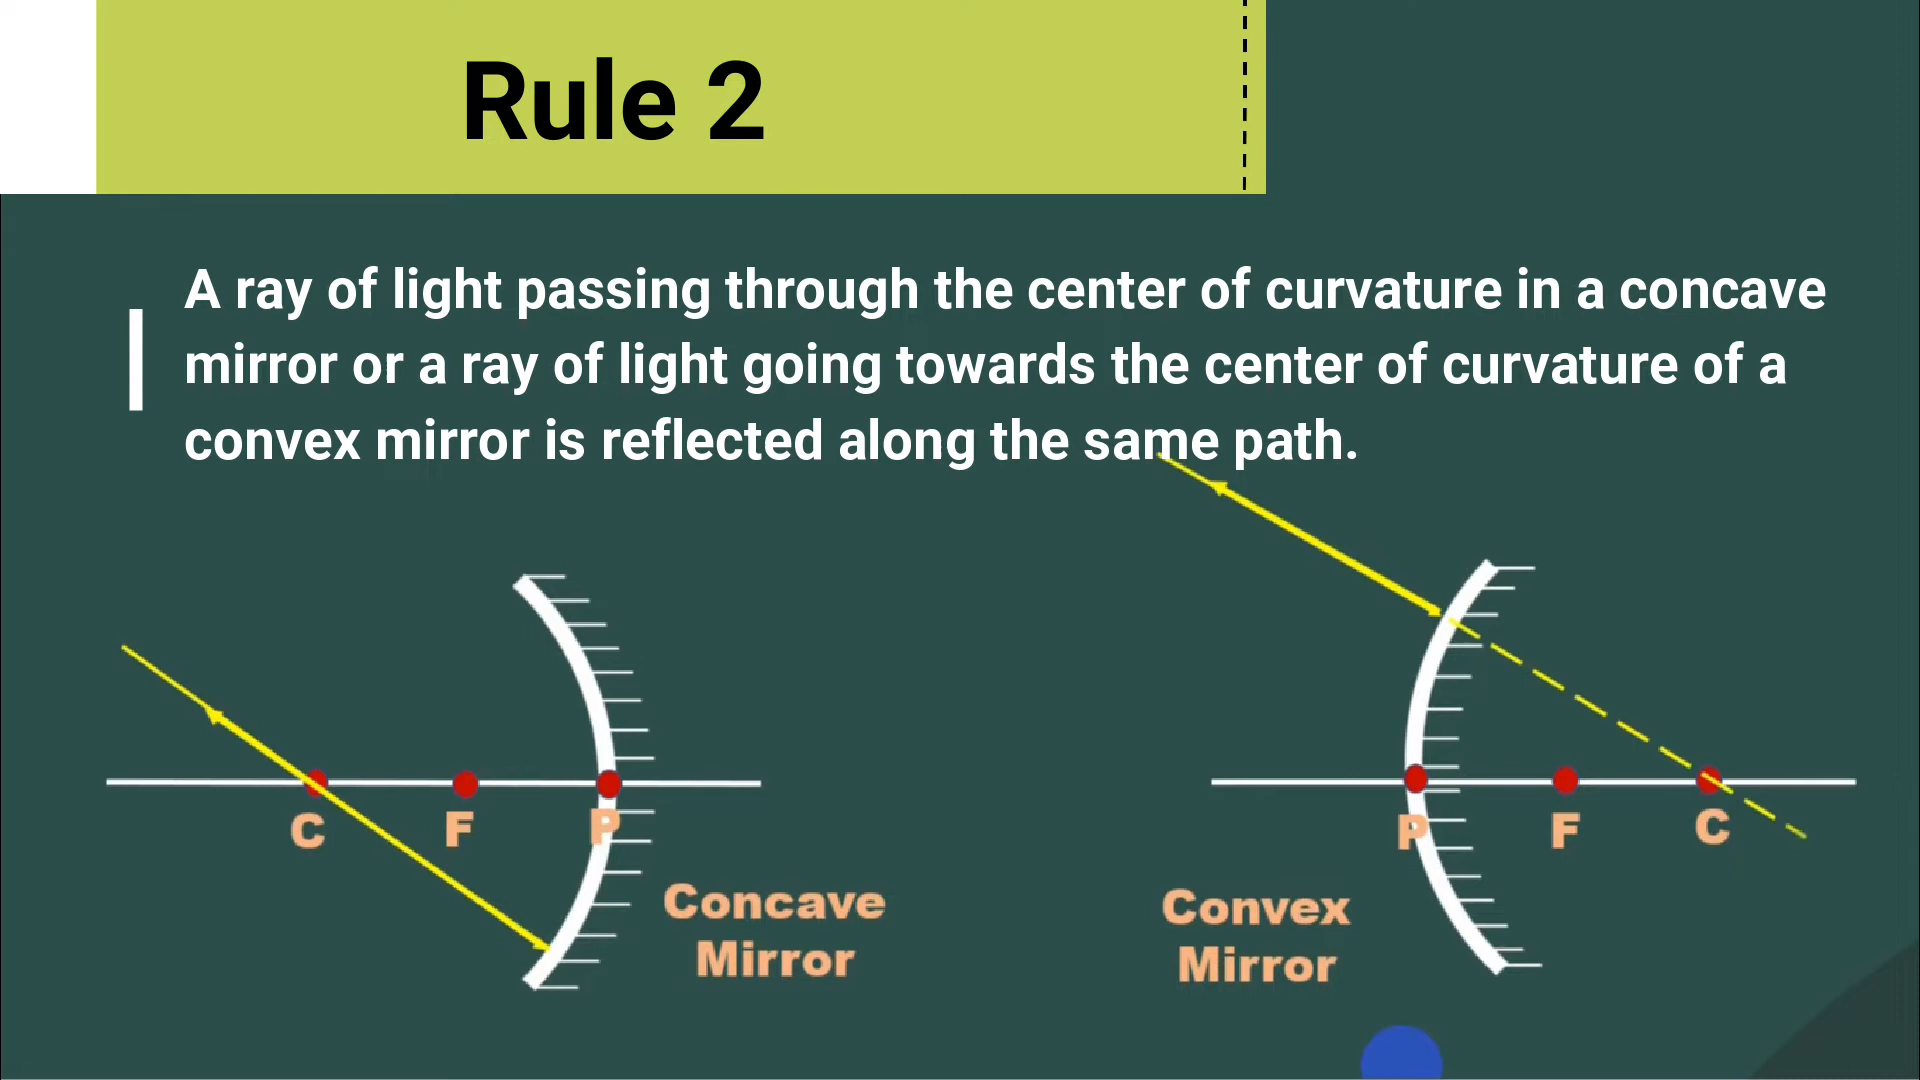 Rule 2
A ray of light passing through the center of curvature in a concave
mirror or a ray of light going towards the center of curvature of a
convex mirror is reflected along the same path.
C F P
Concave
Mirror
P F C
Convex
Mirror